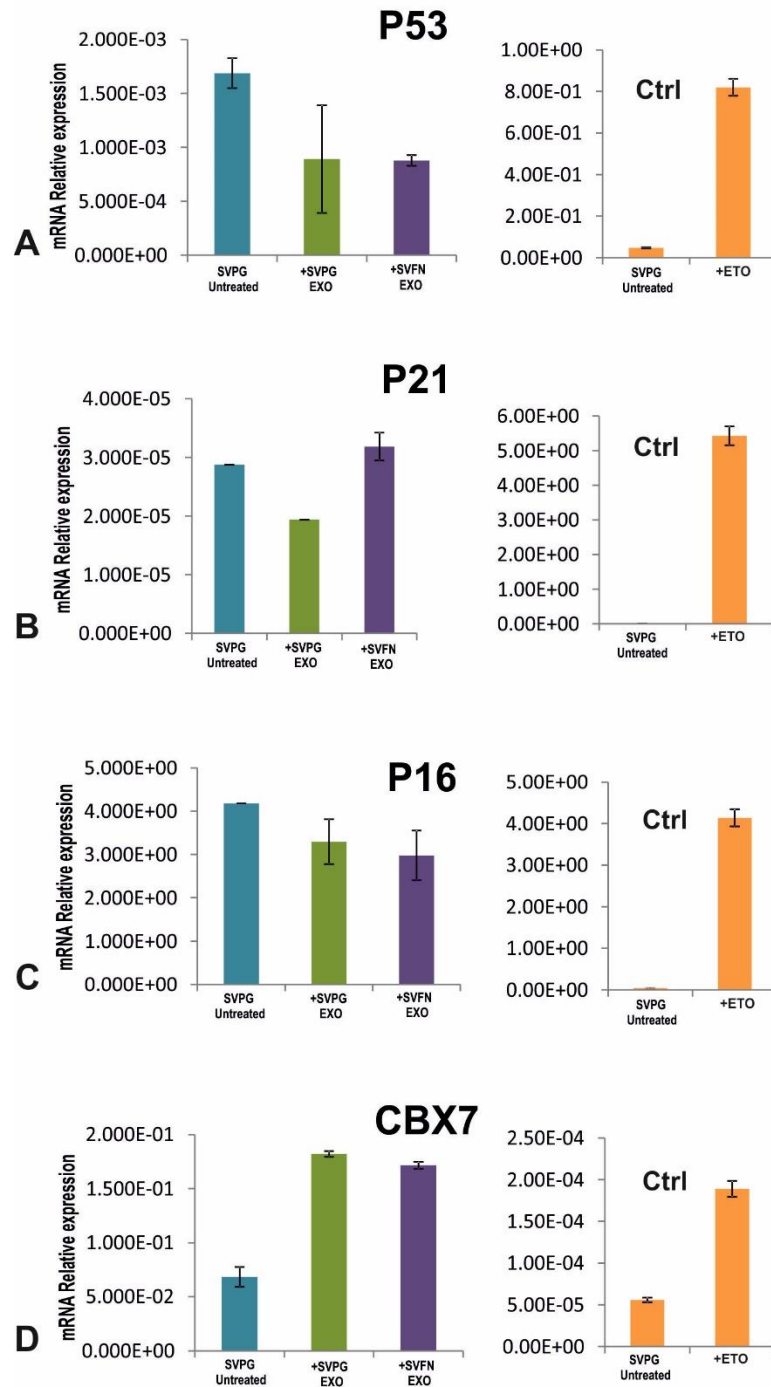 P53
mRNA Relative expression
2.000E-03
1.500E-03
1.000E-03
5.000E-04
0.000E+00
SVPG
Untreated
+SVPG
EXO
+SVFN
EXO
A
Ctrl
1.00E+00
8.00E-01
6.00E-01
4.00E-01
2.00E-01
0.00E+00
SVPG
Untreated
+ETO
P21
mRNA Relative expression
4.000E-05
3.000E-05
2.000E-05
1.000E-05
0.000E+00
SVPG
Untreated
+SVPG
EXO
+SVFN
EXO
B
Ctrl
6.00E+00
5.00E+00
4.00E+00
3.00E+00
2.00E+00
1.00E+00
0.00E+00
SVPG
Untreated
+ETO
P16
mRNA Relative expression
5.000E+00
4.000E+00
3.000E+00
2.000E+00
1.000E+00
0.000E+00
SVPG
Untreated
+SVPG
EXO
+SVFN
EXO
C
Ctrl
5.00E+00
4.00E+00
3.00E+00
2.00E+00
1.00E+00
0.00E+00
SVPG
Untreated
+ETO
CBX7
mRNA Relative expression
2.000E-01
1.500E-01
1.000E-01
5.000E-02
0.000E+00
SVPG
Untreated
+SVPG
EXO
+SVFN
EXO
D
Ctrl
2.50E-04
2.00E-04
1.50E-04
1.00E-04
5.00E-05
0.00E+00
SVPG
Untreated
+ETO